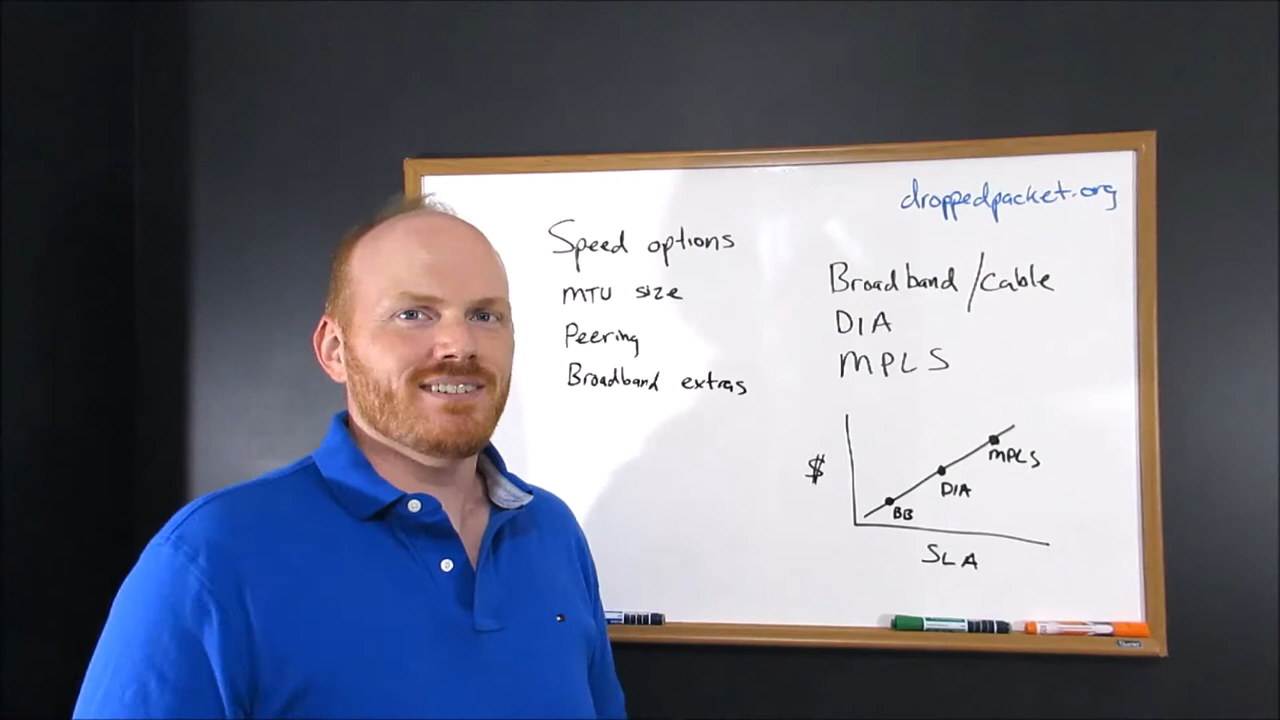 droppedpacket.org
Speed options
MTU size
Peering
Broadband extras
Broadband/cable
DIA
MPLS
$
MPLS
DIA
BB
SLA